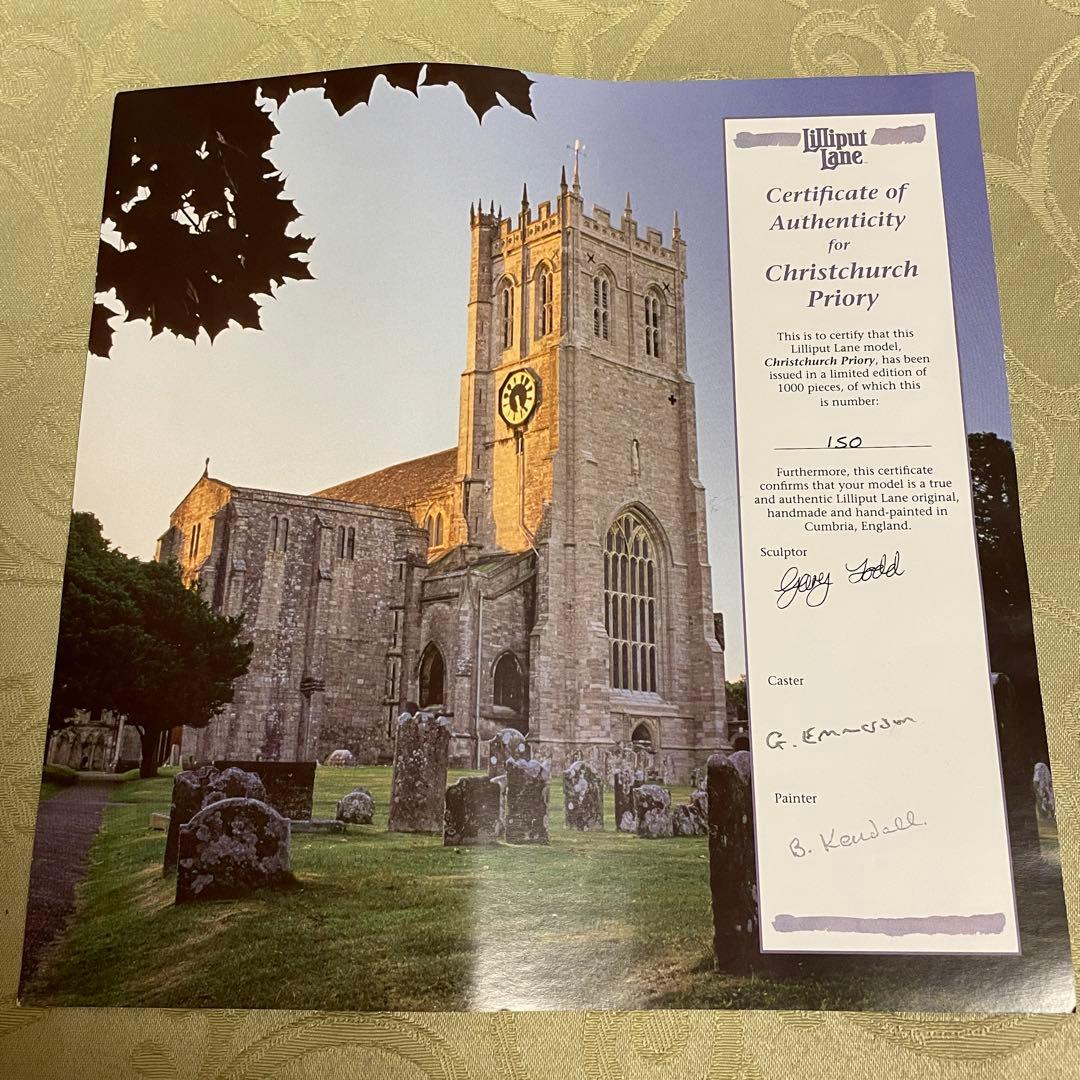 Lilliput
Lane
Certificate of
Authenticity
for
Christchurch
Priory
This is to certify that this
Lilliput Lane model,
Christchurch Priory, has been
issued in a limited edition of
1000 pieces, of which this
is number:
150
Furthermore, this certificate
confirms that your model is a true
and authentic Lilliput Lane original,
handmade and hand-painted in
Cumbria, England.
Sculptor
Gary Todd
Caster
G. Emmerson
Painter
B. Kendall.